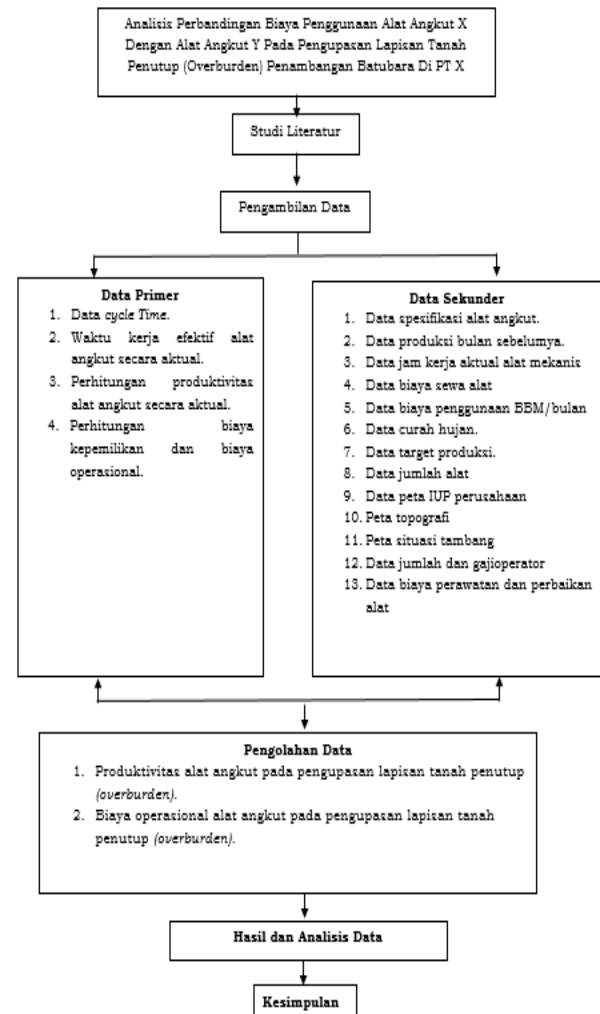 Analisis Perbandingan Biaya Penggunaan Alat Angkut X
Dengan Alat Angkut Y Pada Pengupasan Lapisan Tanah
Penutup (Overburden) Penambangan Batubara Di PT X
Studi Literatur
Pengambilan Data
Data Primer
1. Data cycle Time.
2. Waktu kerja efektif alat
angkut secara aktual.
3. Perhitungan produktivitas
alat angkut secara aktual.
4. Perhitungan biaya
kepemilikan dan biaya
operasional.
Data Sekunder
1. Data spesifikasi alat angkut.
2. Data produksi bulan sebelumya.
3. Data jam kerja aktual alat mekanis
4. Data biaya sewa alat
5. Data biaya penggunaan BBM/bulan
6. Data curah hujan.
7. Data target produksi.
8. Data jumlah alat
9. Data peta IUP perusahaan
10. Peta topografi
11. Peta situasi tambang
12. Data jumlah dan gajioperator
13. Data biaya perawatan dan perbaikan
alat
Pengolahan Data
1. Produktivitas alat angkut pada pengupasan lapisan tanah penutup
(overburden).
2. Biaya operasional alat angkut pada pengupasan lapisan tanah
penutup (overburden).
Hasil dan Analisis Data
Kesimpulan